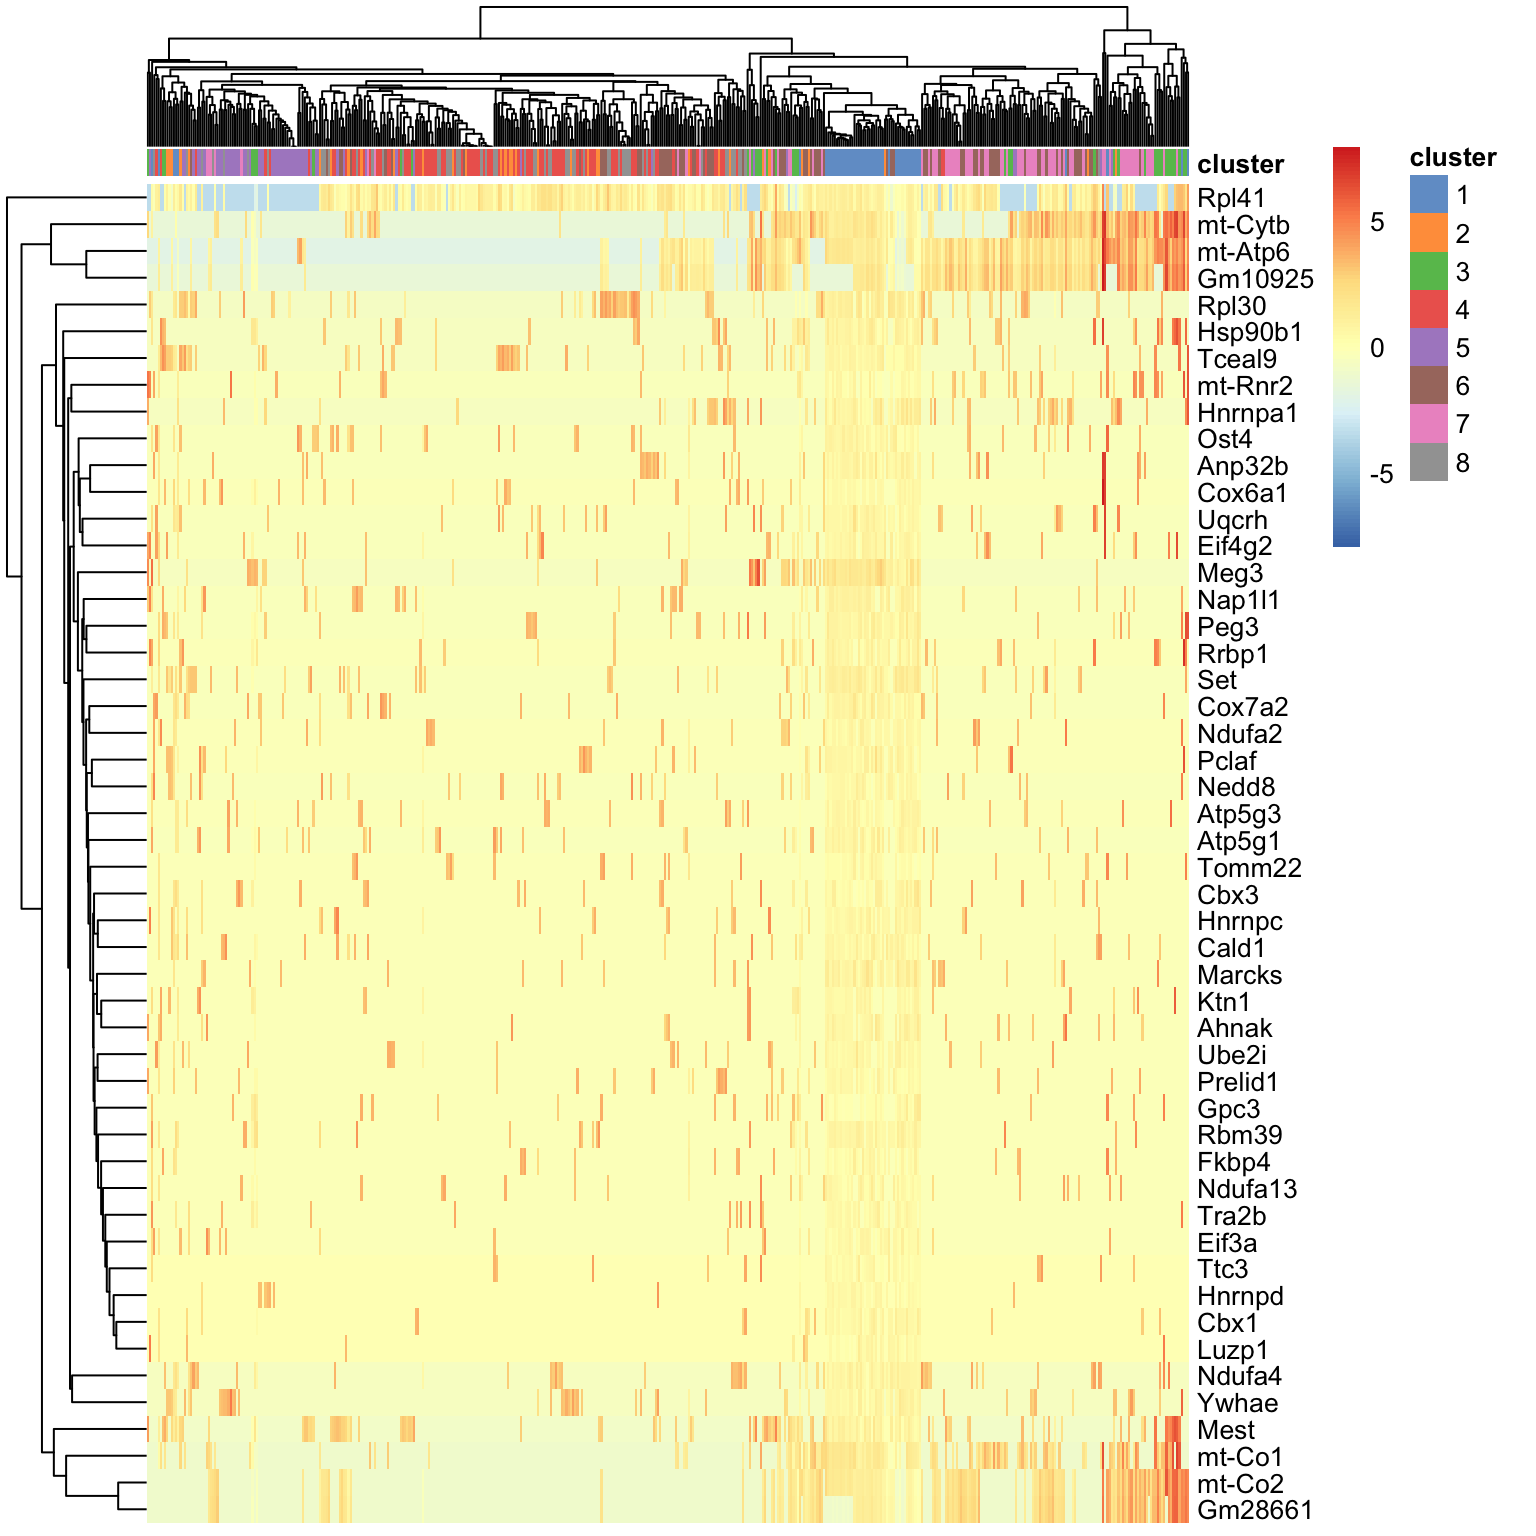 cluster
Rpl41
mt-Cytb
mt-Atp6
Gm10925
Rpl30
Hsp90b1
Tceal9
mt-Rnr2
Hnrnpa1
Ost4
Anp32b
Cox6a1
Uqcrh
Eif4g2
Meg3
Nap1l1
Peg3
Rrbp1
Set
Cox7a2
Ndufa2
Pclaf
Nedd8
Atp5g3
Atp5g1
Tomm22
Cbx3
Hnrnpc
Cald1
Marcks
Ktn1
Ahnak
Ube2i
Prelid1
Gpc3
Rbm39
Fkbp4
Ndufa13
Tra2b
Eif3a
Ttc3
Hnrnpd
Cbx1
Luzp1
Ndufa4
Ywhae
Mest
mt-Co1
mt-Co2
Gm28661
5
0
-5
cluster
1
2
3
4
5
6
7
8